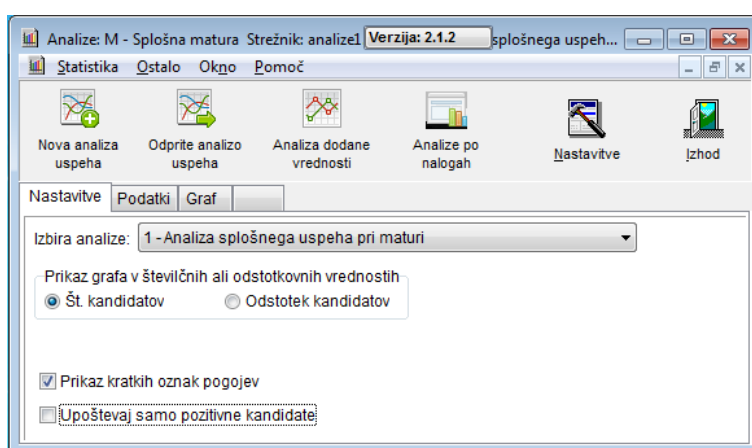 Analize: M - Splošna matura Strežnik: analize1 Verzija: 2.1.2 splošnega uspeh...
Statistika Ostalo Okno Pomoč
Nova analiza uspeha
Odprite analizo uspeha
Analiza dodane vrednosti
Analize po nalogah
Nastavitve
Izhod
Nastavitve Podatki Graf
Izbira analize: 1 - Analiza splošnega uspeha pri maturi
Prikaz grafa v številčnih ali odstotkovnih vrednostih
Št. kandidatov Odstotek kandidatov
Prikaz kratkih oznak pogojev
Upoštevaj samo pozitivne kandidate